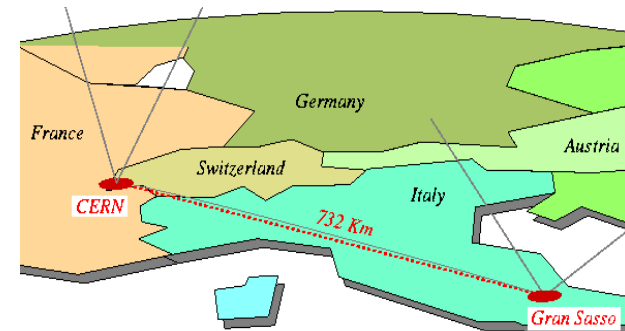 Germany
France
Austria
Switzerland
CERN
Italy
732 Km
Gran Sasso